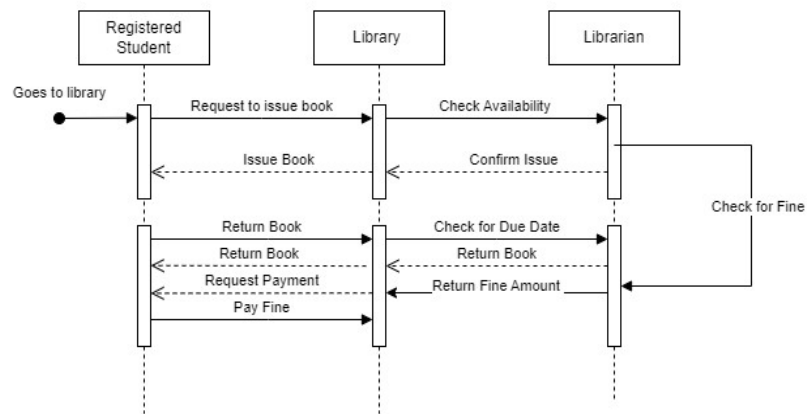 Registered
Student
Library
Librarian
Goes to library
Request to issue book
Check Availability
Issue Book
Confirm Issue
Check for Fine
Return Book
Check for Due Date
Return Book
Return Book
Request Payment
Return Fine Amount
Pay Fine